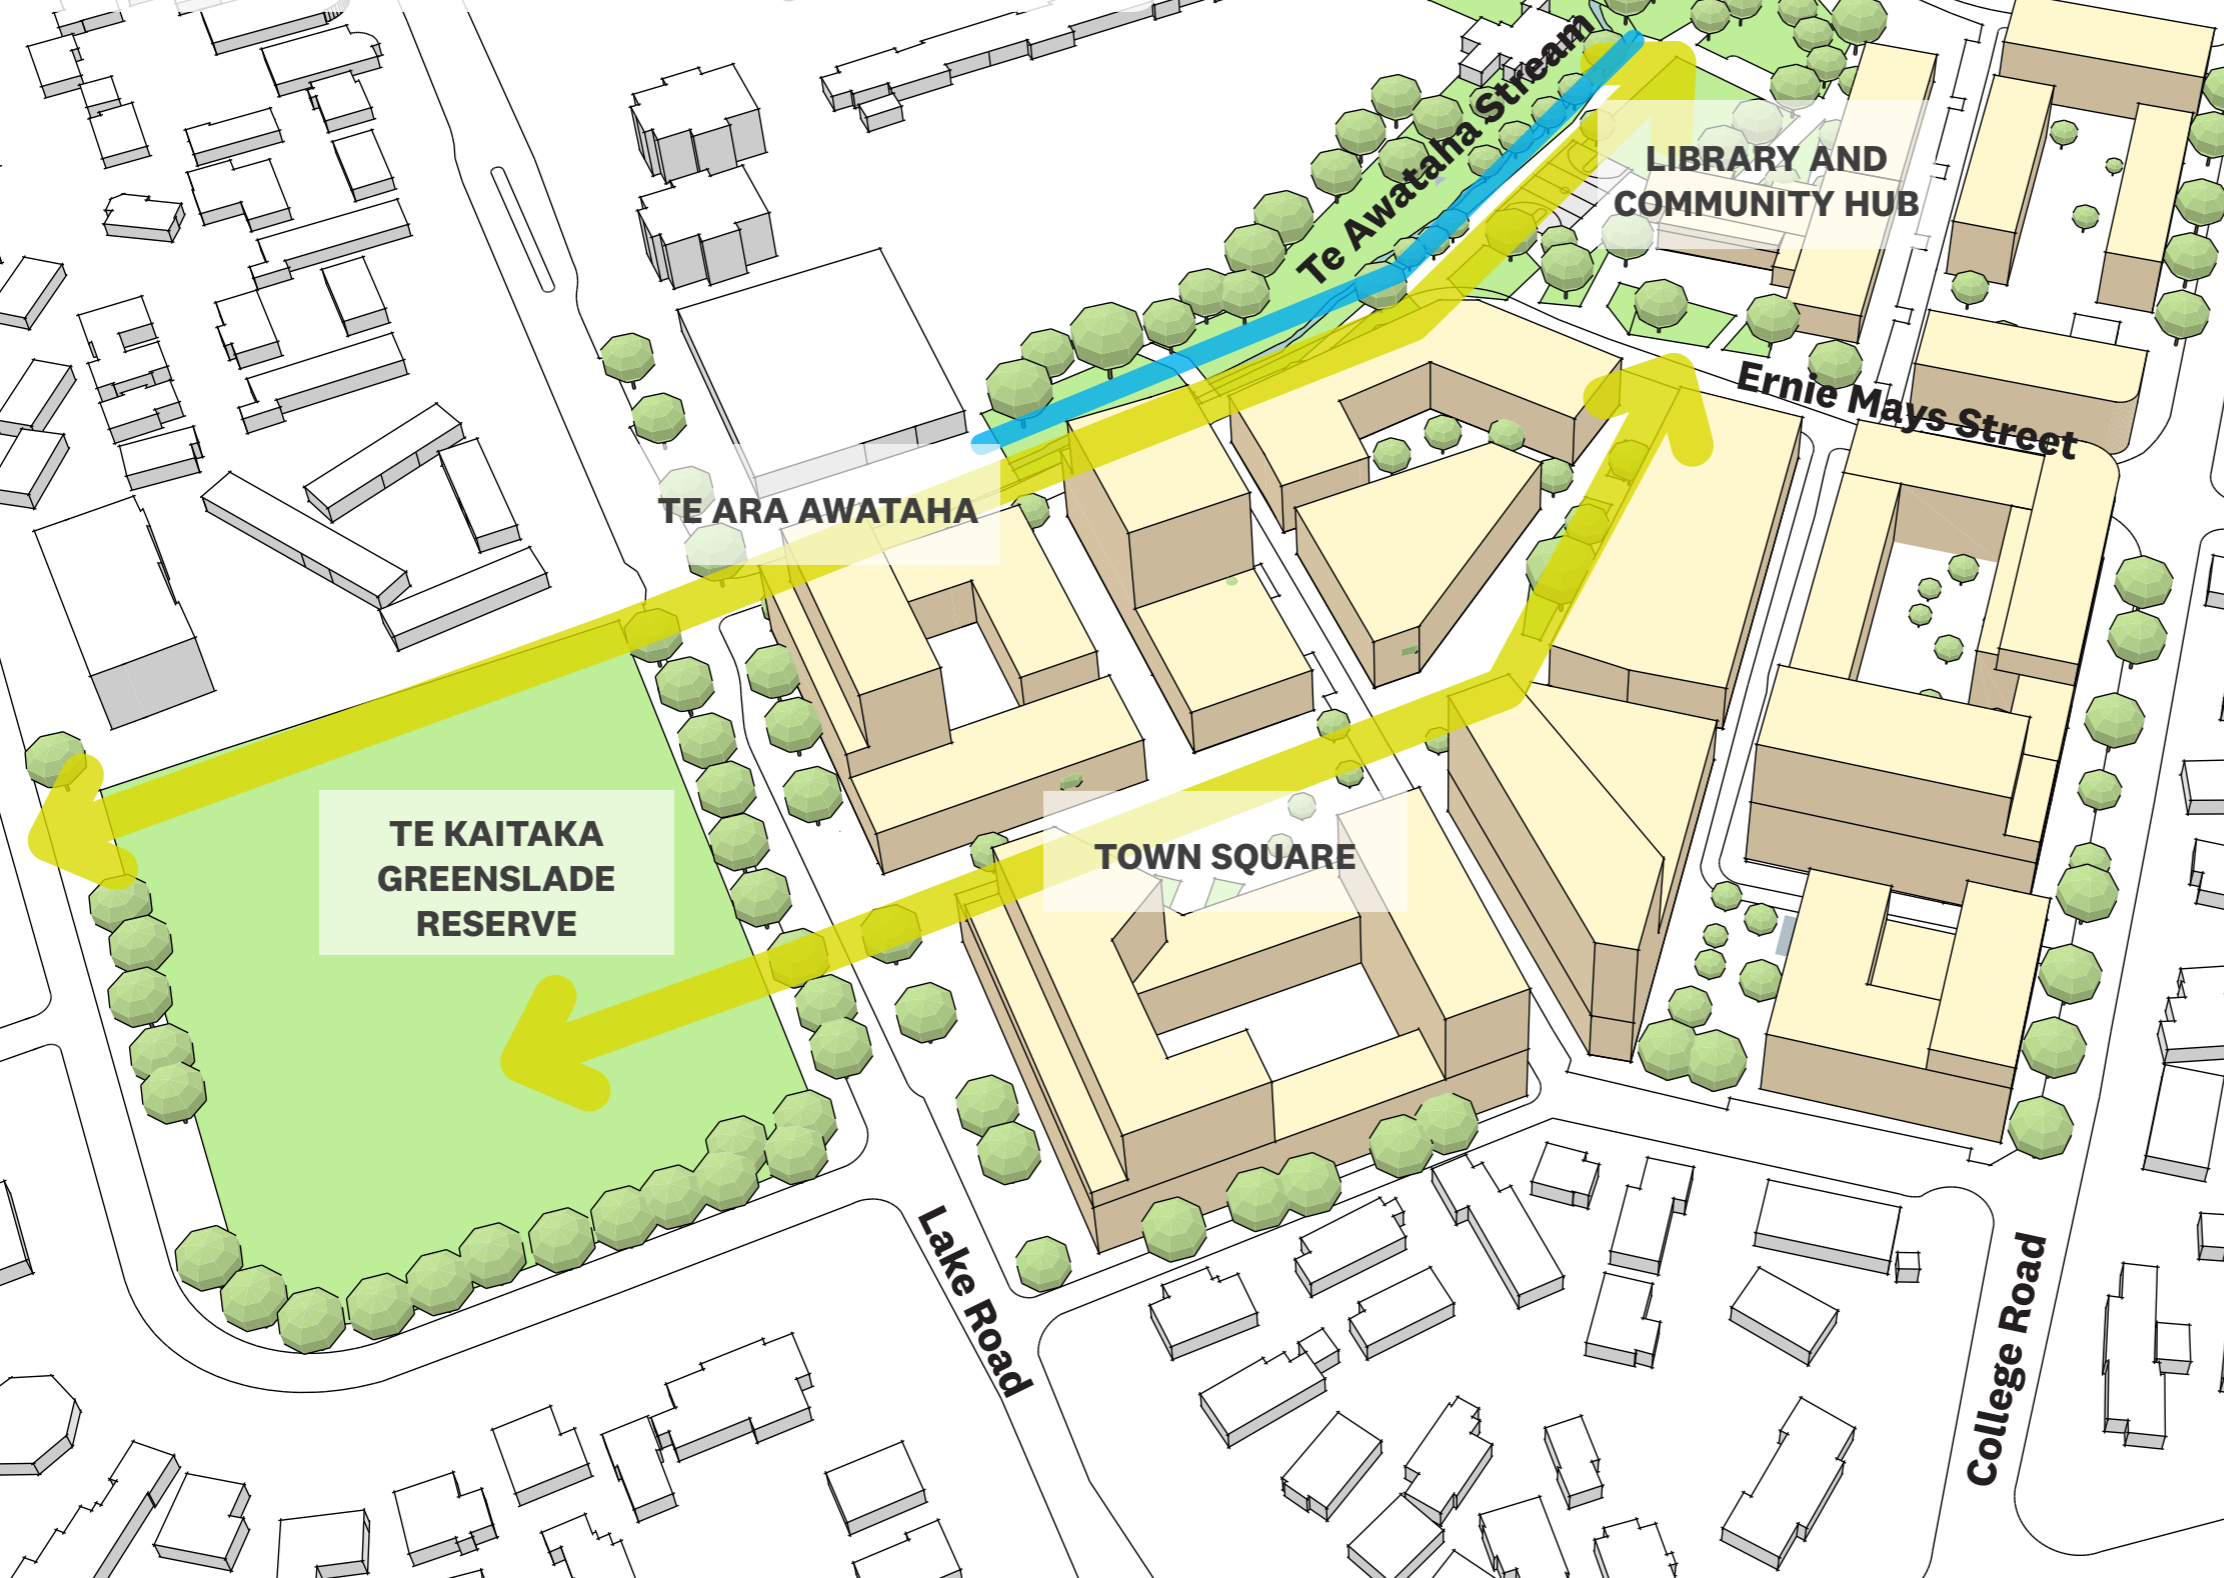 Te Awataha Stream
LIBRARY AND
COMMUNITY HUB
Ernie Mays Street
TE ARA AWATAHA
TE KAITAKA
GREENSLADE
RESERVE
TOWN SQUARE
Lake Road
College Road